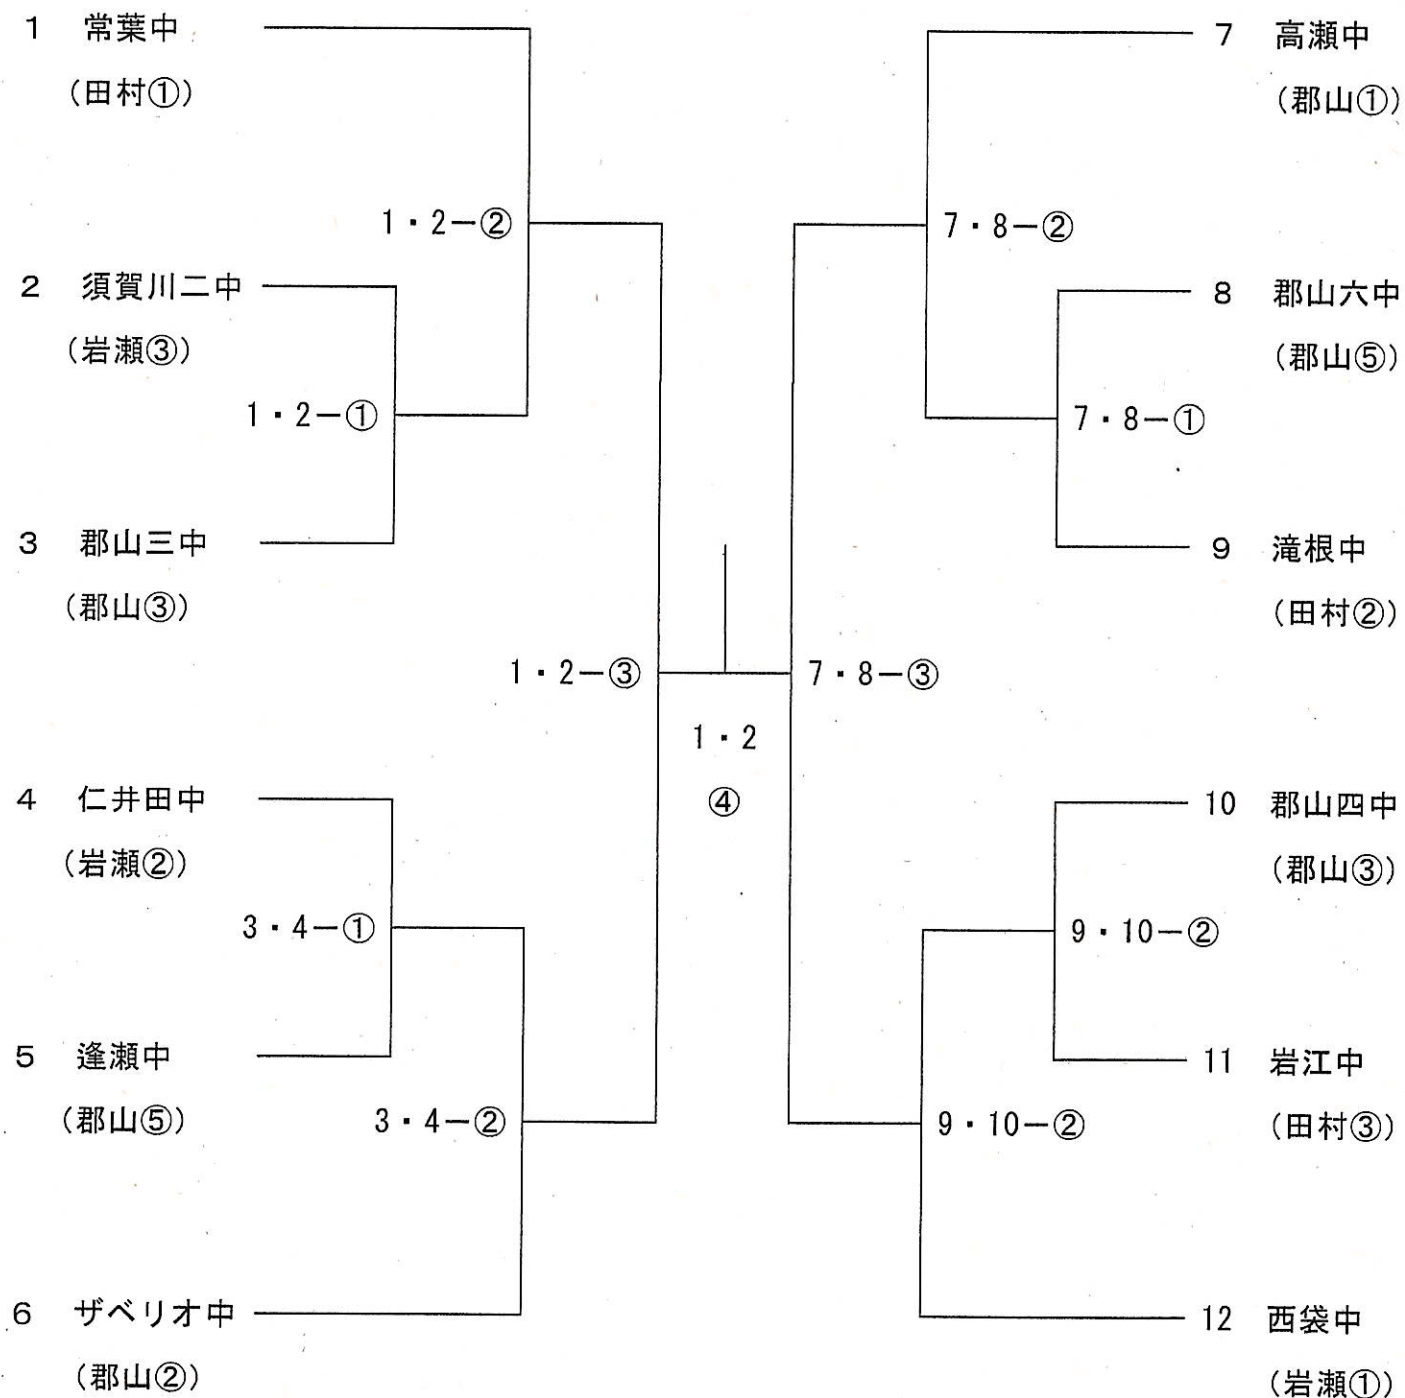 1 常葉中
(田村①)
1・2－②
2 須賀川二中
(岩瀬③)
1・2－①
3 郡山三中
(郡山③)
1・2－③
4 仁井田中
(岩瀬②)
3・4－①
5 逢瀬中
(郡山⑤)
3・4－②
6 ザベリオ中
(郡山②)
1・2
④
7 高瀬中
(郡山①)
7・8－②
8 郡山六中
(郡山⑤)
7・8－①
9 滝根中
(田村②)
7・8－③
10 郡山四中
(郡山③)
9・10－②
11 岩江中
(田村③)
9・10－②
12 西袋中
(岩瀬①)